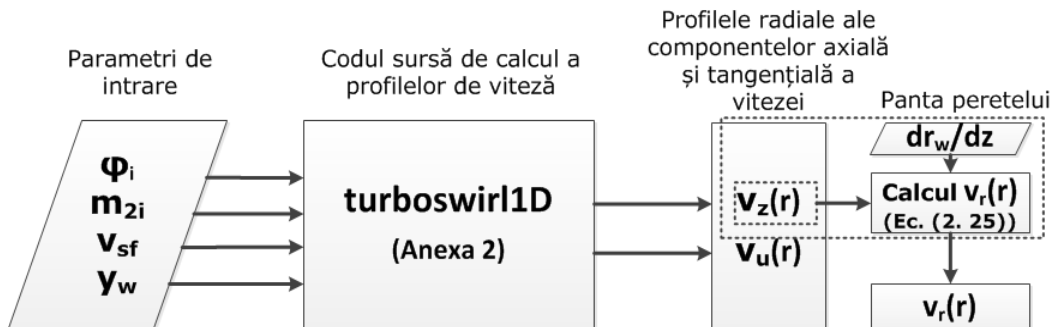 Parametri de
intrare
Codul sursă de calcul a
profilelor de viteză
Profilele radiale ale
componentelor axială
și tangențială a
vitezei
Panta peretelui
φi
m2i
vsf
yw
turboswirl1D
(Anexa 2)
vz(r)
vu(r)
drw/dz
Calcul vr(r)
(Ec. (2. 25))
vr(r)